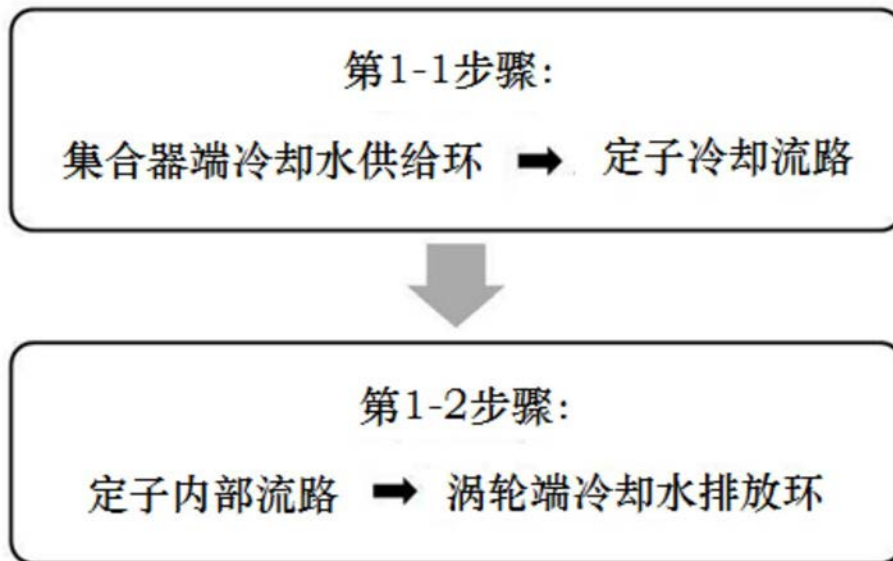 第1-1步骤:
集合器端冷却水供给环 ➡ 定子冷却流路
第1-2步骤:
定子内部流路 ➡ 涡轮端冷却水排放环